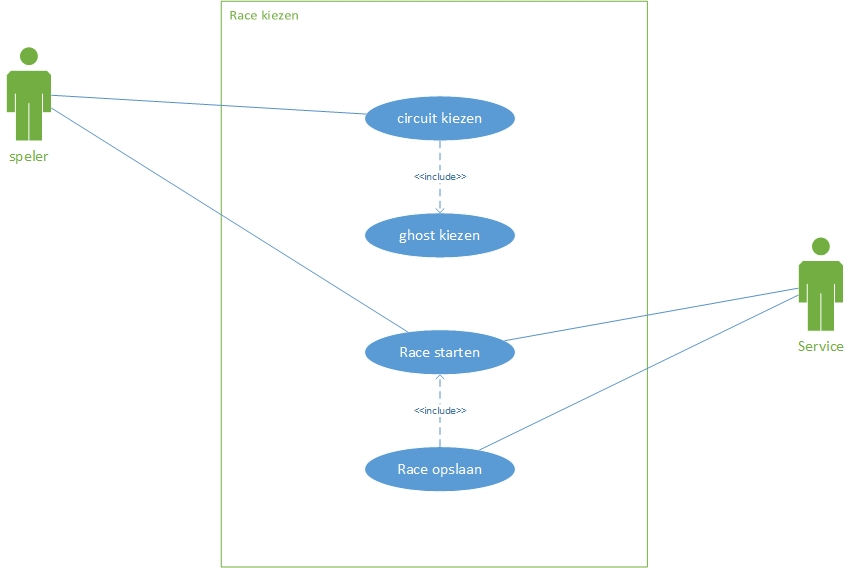 Race kiezen
speler
circuit kiezen
<<include>>
ghost kiezen
Race starten
Service
<<include>>
Race opslaan